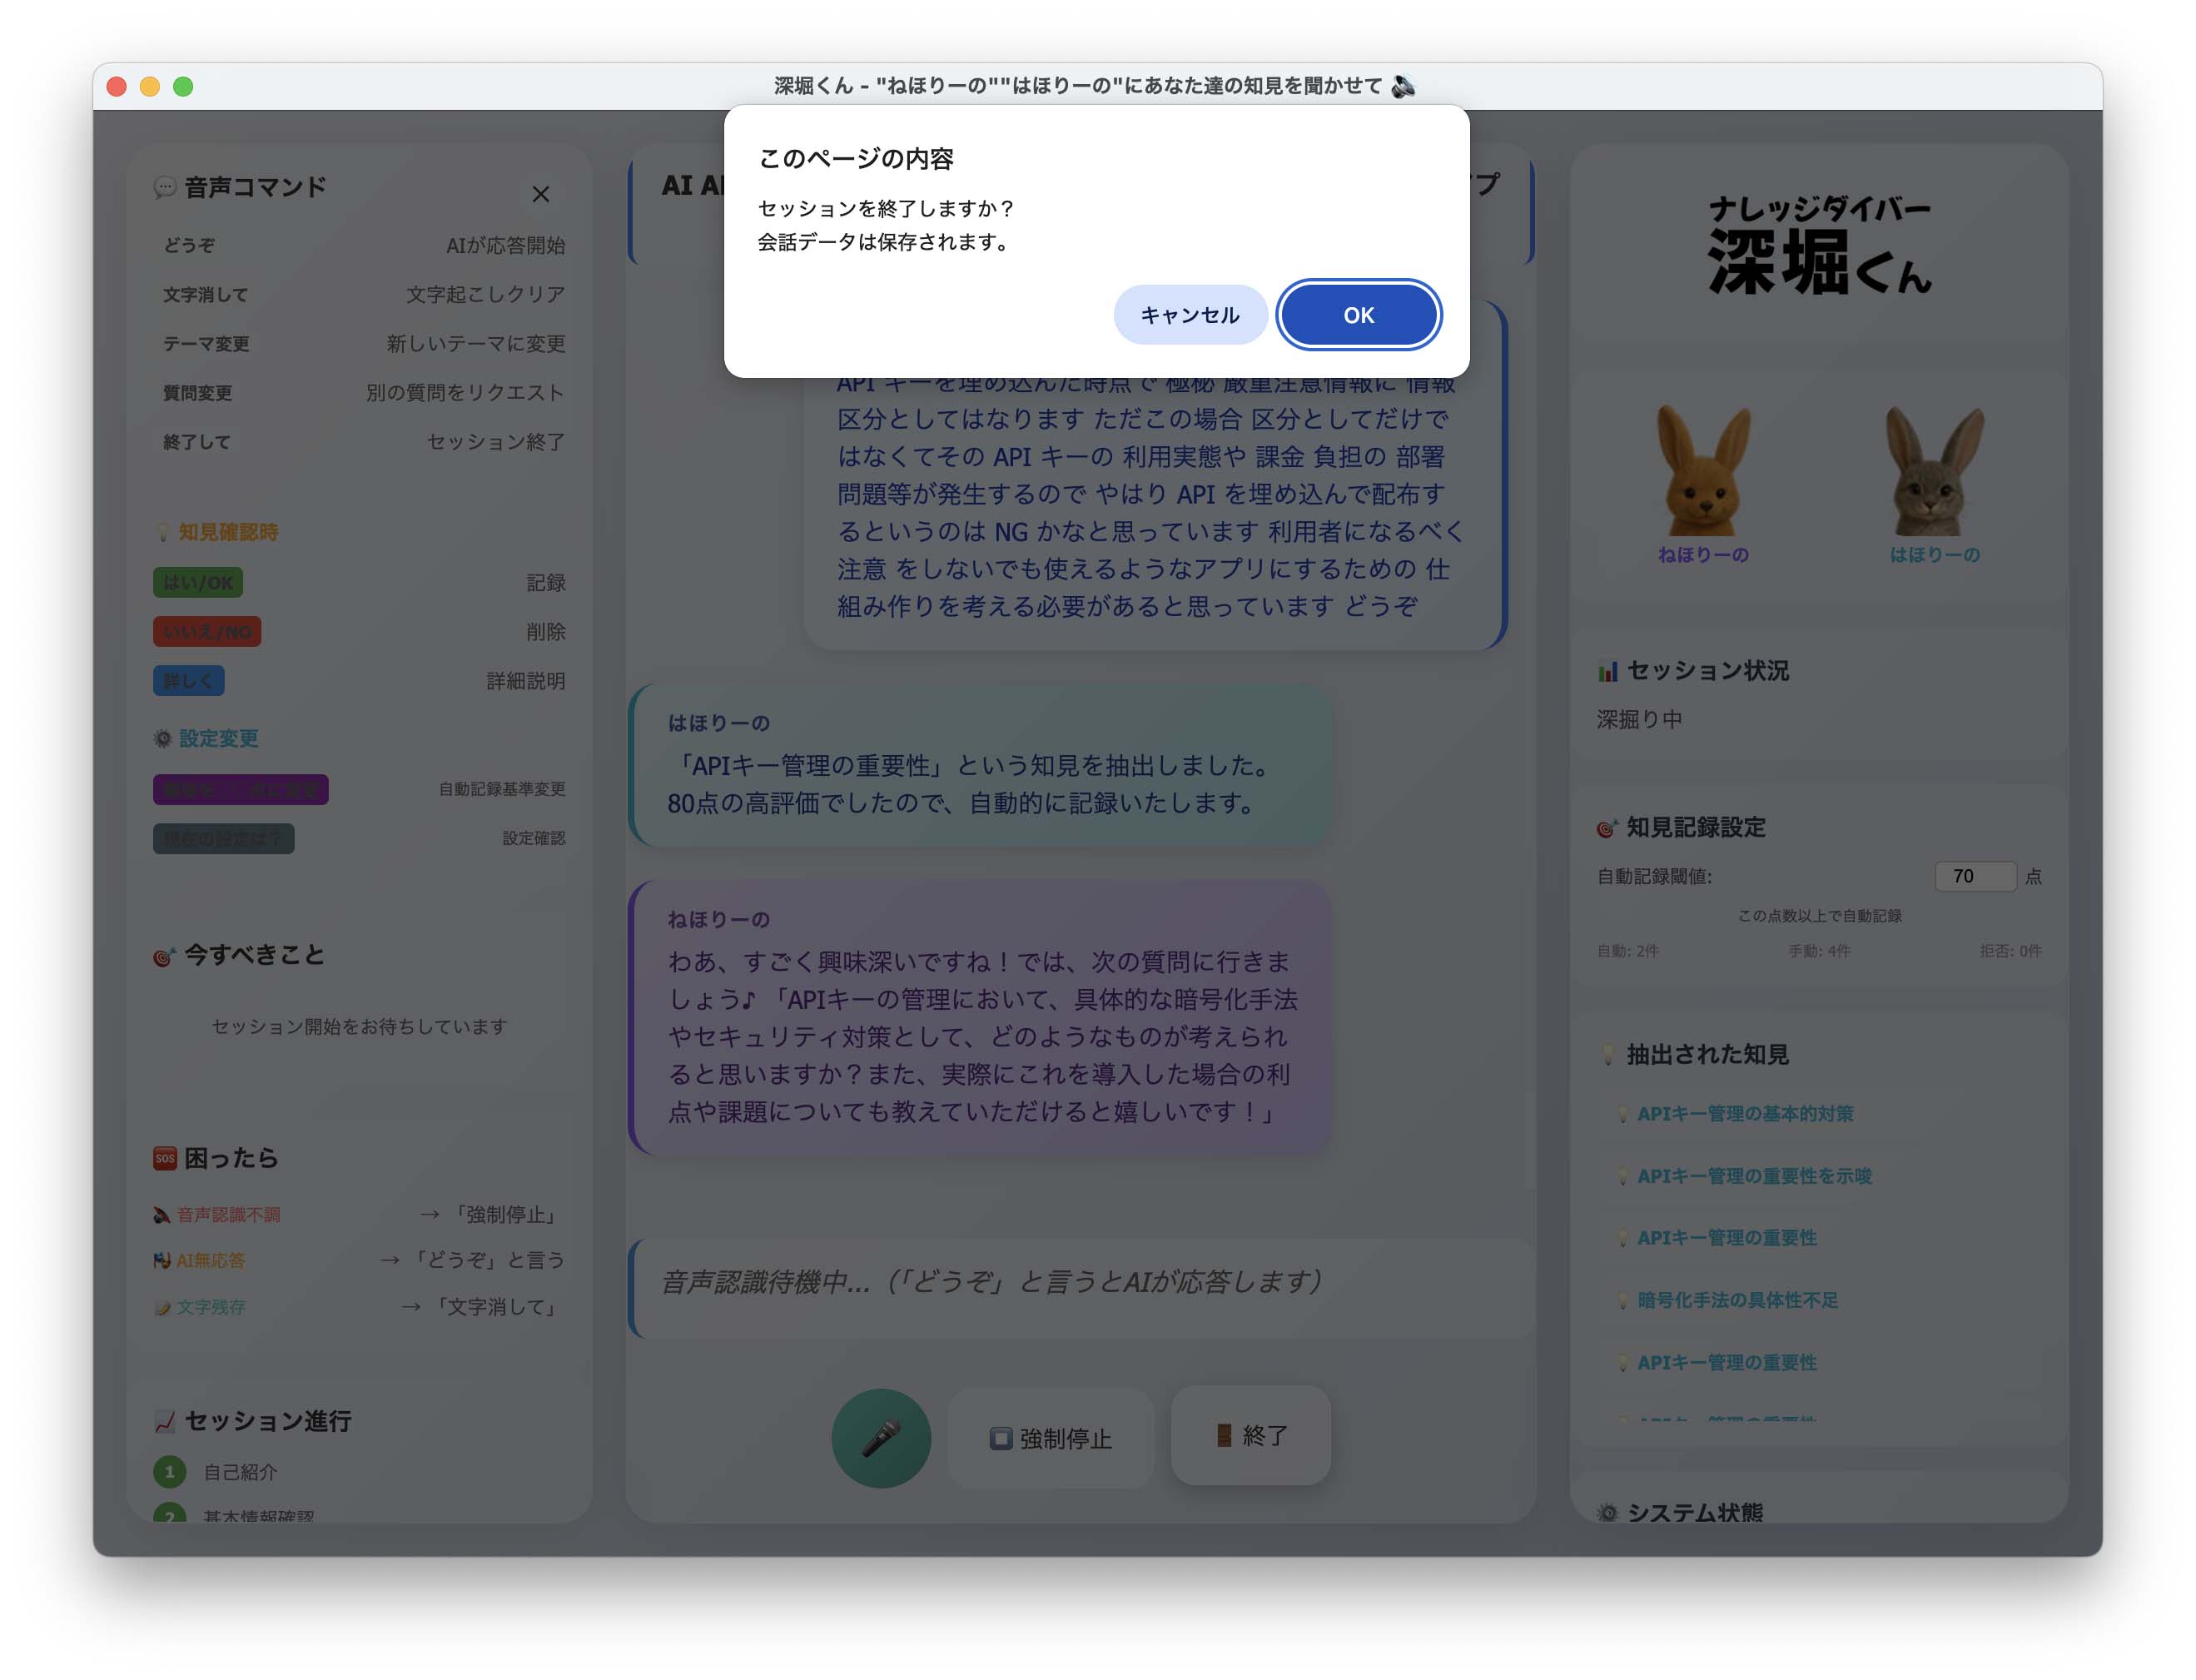 深堀くん - "ねほりーの""はほりーの"にあなた達の知見を聞かせて
このページの内容
セッションを終了しますか？
会話データは保存されます。
キャンセル
OK
音声コマンド
どうぞ
AIが応答開始
文字消して
文字起こしクリア
テーマ変更
新しいテーマに変更
質問変更
別の質問をリクエスト
終了して
セッション終了
知見確認時
はい/OK
記録
いいえ/NO
削除
詳しく
詳細説明
設定変更
自動記録基準変更
現在の設定は？
設定確認
今すべきこと
セッション開始をお待ちしています
SOS
困ったら
音声認識不調
→ 「強制停止」
AI無応答
→ 「どうぞ」と言う
文字残存
→ 「文字消して」
セッション進行
1
自己紹介
2
基本情報確認
API キーを埋め込んだ時点で 極秘 厳重注意情報に 情報
区分としてはなります ただこの場合 区分としてだけで
はなくてその API キーの 利用実態や 課金 負担の 部署
問題等が発生するので やはり API を埋め込んで配布す
るというのは NG かなと思っています 利用者になるべく
注意 をしないでも使えるようなアプリにするための 仕
組み作りを考える必要があると思っています どうぞ
はほりーの
「APIキー管理の重要性」という知見を抽出しました。
80点の高評価でしたので、自動的に記録いたします。
ねほりーの
わあ、すごく興味深いですね！では、次の質問に行きま
しょう♪ 「APIキーの管理において、具体的な暗号化手法
やセキュリティ対策として、どのようなものが考えられ
ると思いますか？また、実際にこれを導入した場合の利
点や課題についても教えていただけると嬉しいです！」
音声認識待機中...（「どうぞ」と言うとAIが応答します）
強制停止
終了
ナレッジダイバー
深堀くん
ねほりーの
はほりーの
セッション状況
深掘り中
知見記録設定
自動記録閾値:
70
点
この点数以上で自動記録
自動: 2件
手動: 4件
拒否: 0件
抽出された知見
APIキー管理の基本的対策
APIキー管理の重要性を示唆
APIキー管理の重要性
暗号化手法の具体性不足
APIキー管理の重要性
システム状態